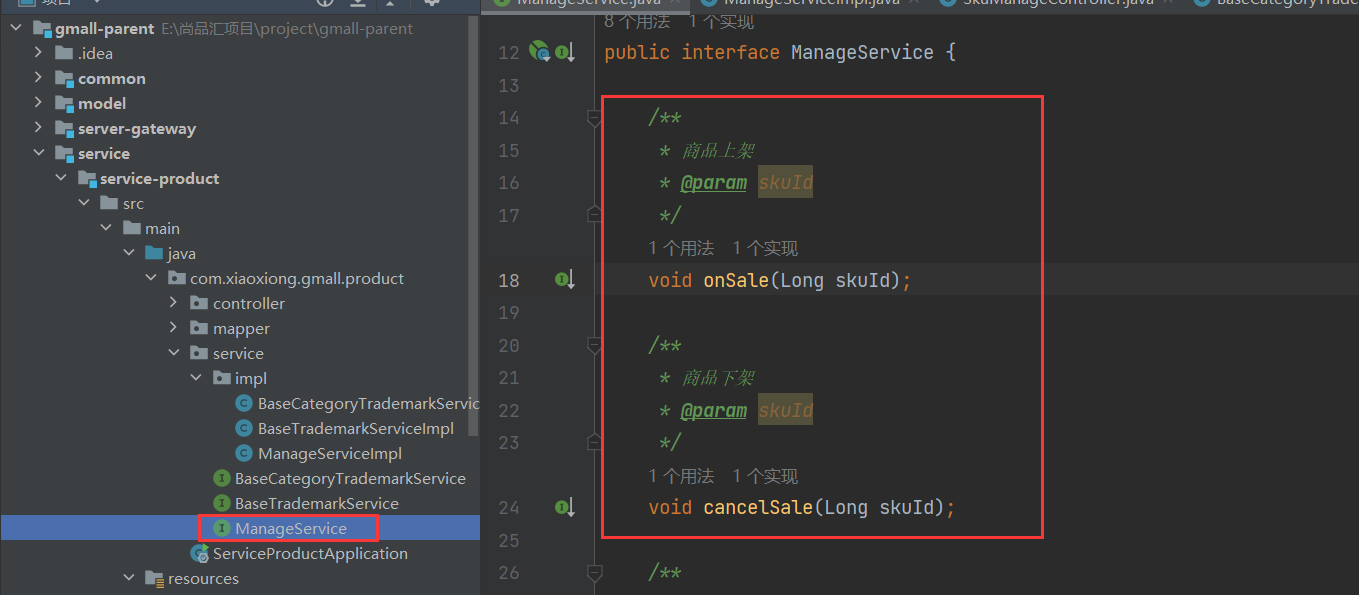 项目
gmall-parent E:\尚品汇项目\project\gmall-parent
.idea
common
model
server-gateway
service
service-product
src
main
java
com.xiaoxiong.gmall.product
controller
mapper
service
impl
BaseCategoryTrademarkServic
BaseTrademarkServiceImpl
ManageServiceImpl
BaseCategoryTrademarkService
BaseTrademarkService
ManageService
ServiceProductApplication
resources
ManageService.java ManageServiceImpl.java SkuManageController.java BaseCategoryTrade
8 个用法 1 个实现
12 public interface ManageService {
13
14 /**
15 * 商品上架
16 * @param skuId
17 */
1 个用法 1 个实现
18 void onSale(Long skuId);
19
20 /**
21 * 商品下架
22 * @param skuId
23 */
1 个用法 1 个实现
24 void cancelSale(Long skuId);
25
26 /**